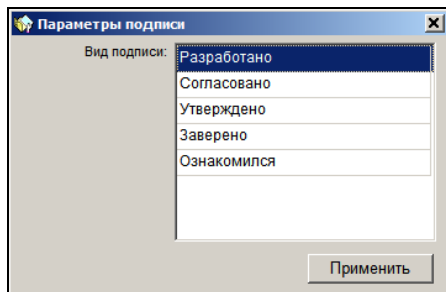 Параметры подписи
Вид подписи:
Разработано
Согласовано
Утверждено
Заверено
Ознакомился
Применить